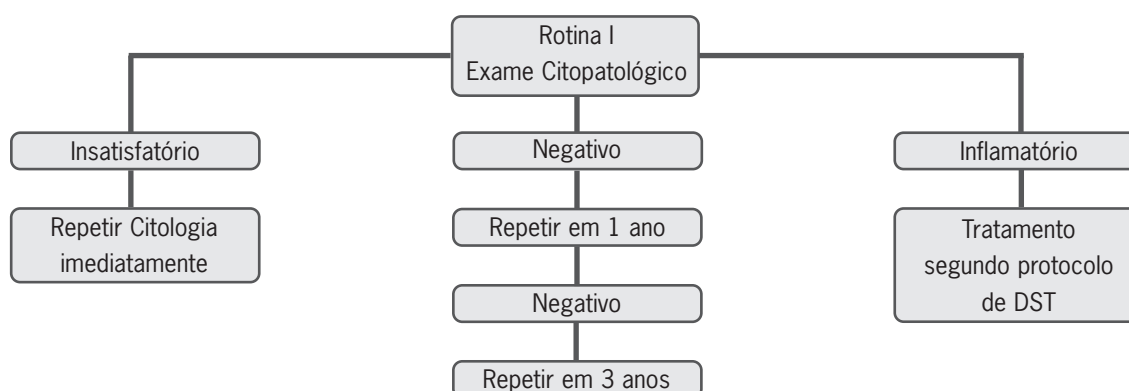 Rotina I
Exame Citopatológico
Insatisfatório
Negativo
Inflamatório
Repetir Citologia
imediatamente
Repetir em 1 ano
Tratamento
segundo protocolo
de DST
Negativo
Repetir em 3 anos